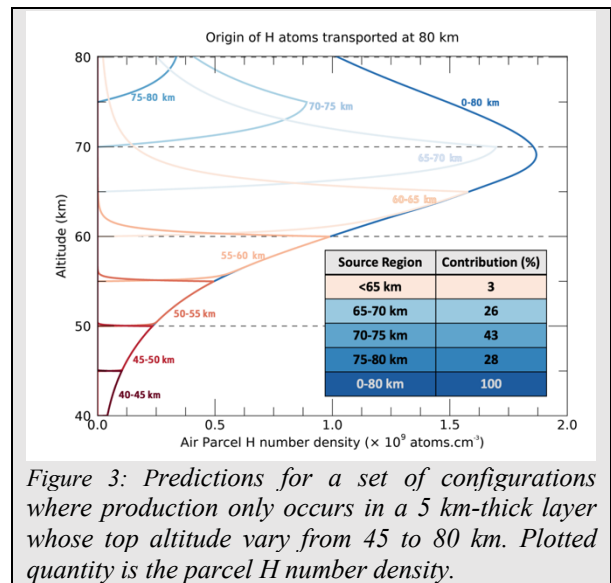 Origin of H atoms transported at 80 km
80
75-80 km
70-75 km
0-80 km
70
65-70 km
60-65 km
Altitude (km)
60
55-60 km
Source Region Contribution (%)
<65 km 3
65-70 km 26
70-75 km 43
75-80 km 28
0-80 km 100
50-55 km
50
45-50 km
40-45 km
40
0.0 0.5 1.0 1.5 2.0
Air Parcel H number density (× 10⁹ atoms.cm⁻³)
Figure 3: Predictions for a set of configurations
where production only occurs in a 5 km-thick layer
whose top altitude vary from 45 to 80 km. Plotted
quantity is the parcel H number density.